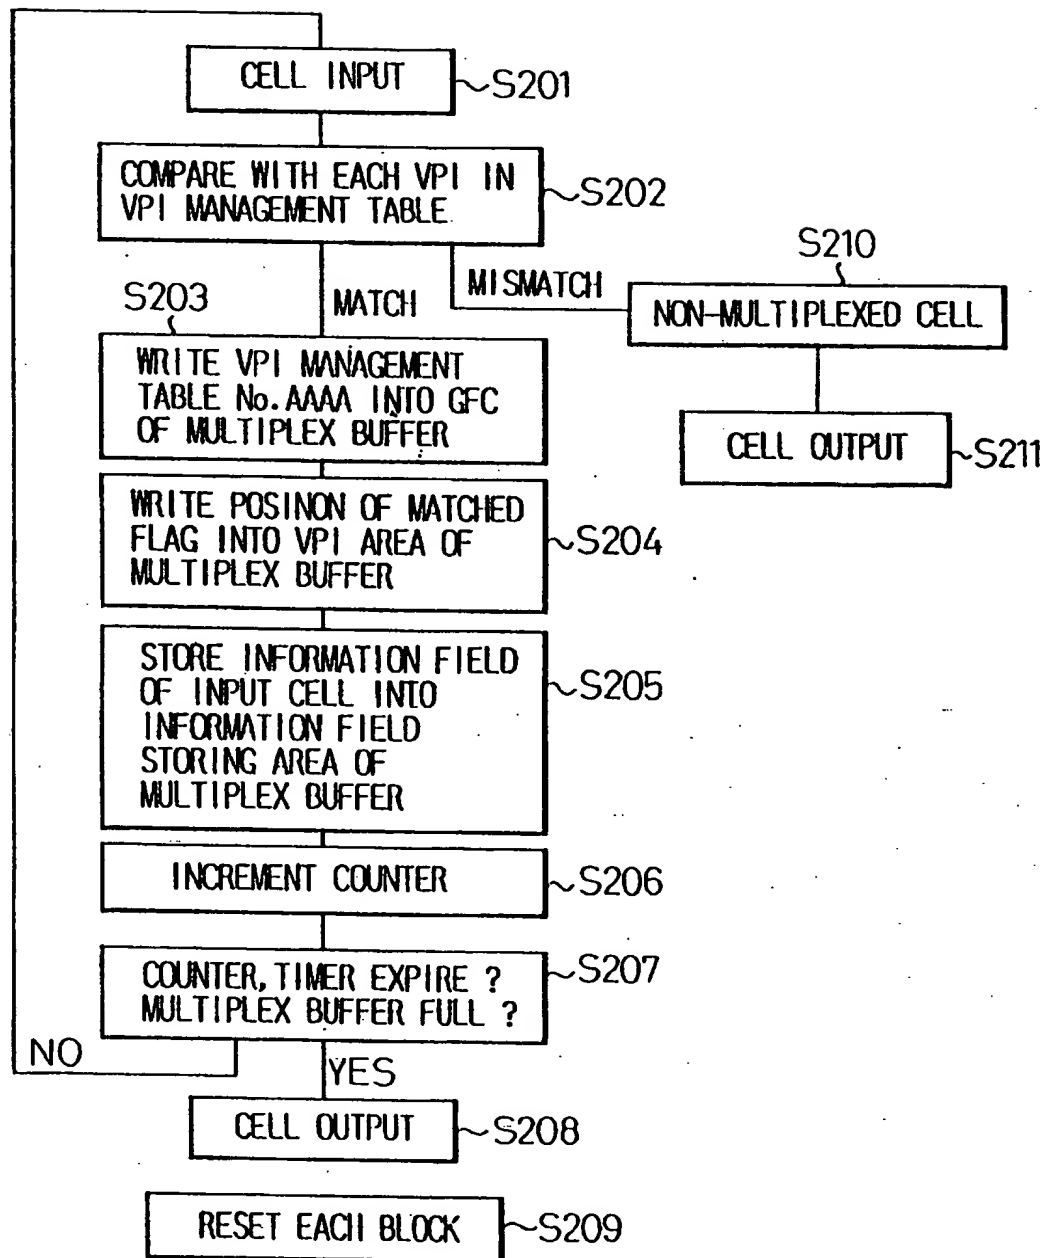 CELL INPUT
S201
COMPARE WITH EACH VPI IN
VPI MANAGEMENT TABLE
S202
S210
MISMATCH
NON-MULTIPLEXED CELL
S203
MATCH
WRITE VPI MANAGEMENT
TABLE No.AAAA INTO GFC
OF MULTIPLEX BUFFER
CELL OUTPUT
S211
WRITE POSINON OF MATCHED
FLAG INTO VPI AREA OF
MULTIPLEX BUFFER
S204
STORE INFORMATION FIELD
OF INPUT CELL INTO
INFORMATION FIELD
STORING AREA OF
MULTIPLEX BUFFER
S205
INCREMENT COUNTER
S206
COUNTER, TIMER EXPIRE ?
MULTIPLEX BUFFER FULL ?
S207
NO
YES
CELL OUTPUT
S208
RESET EACH BLOCK
S209